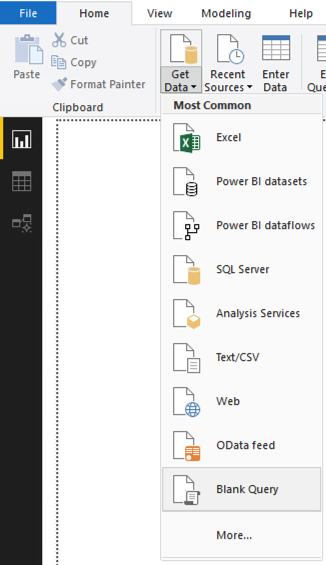 File Home View Modeling Help
Cut
Copy
Paste
Format Painter
Clipboard
Get Data
Recent Sources
Enter Data
Most Common
Excel
Power BI datasets
Power BI dataflows
SQL Server
Analysis Services
Text/CSV
Web
OData feed
Blank Query
More...